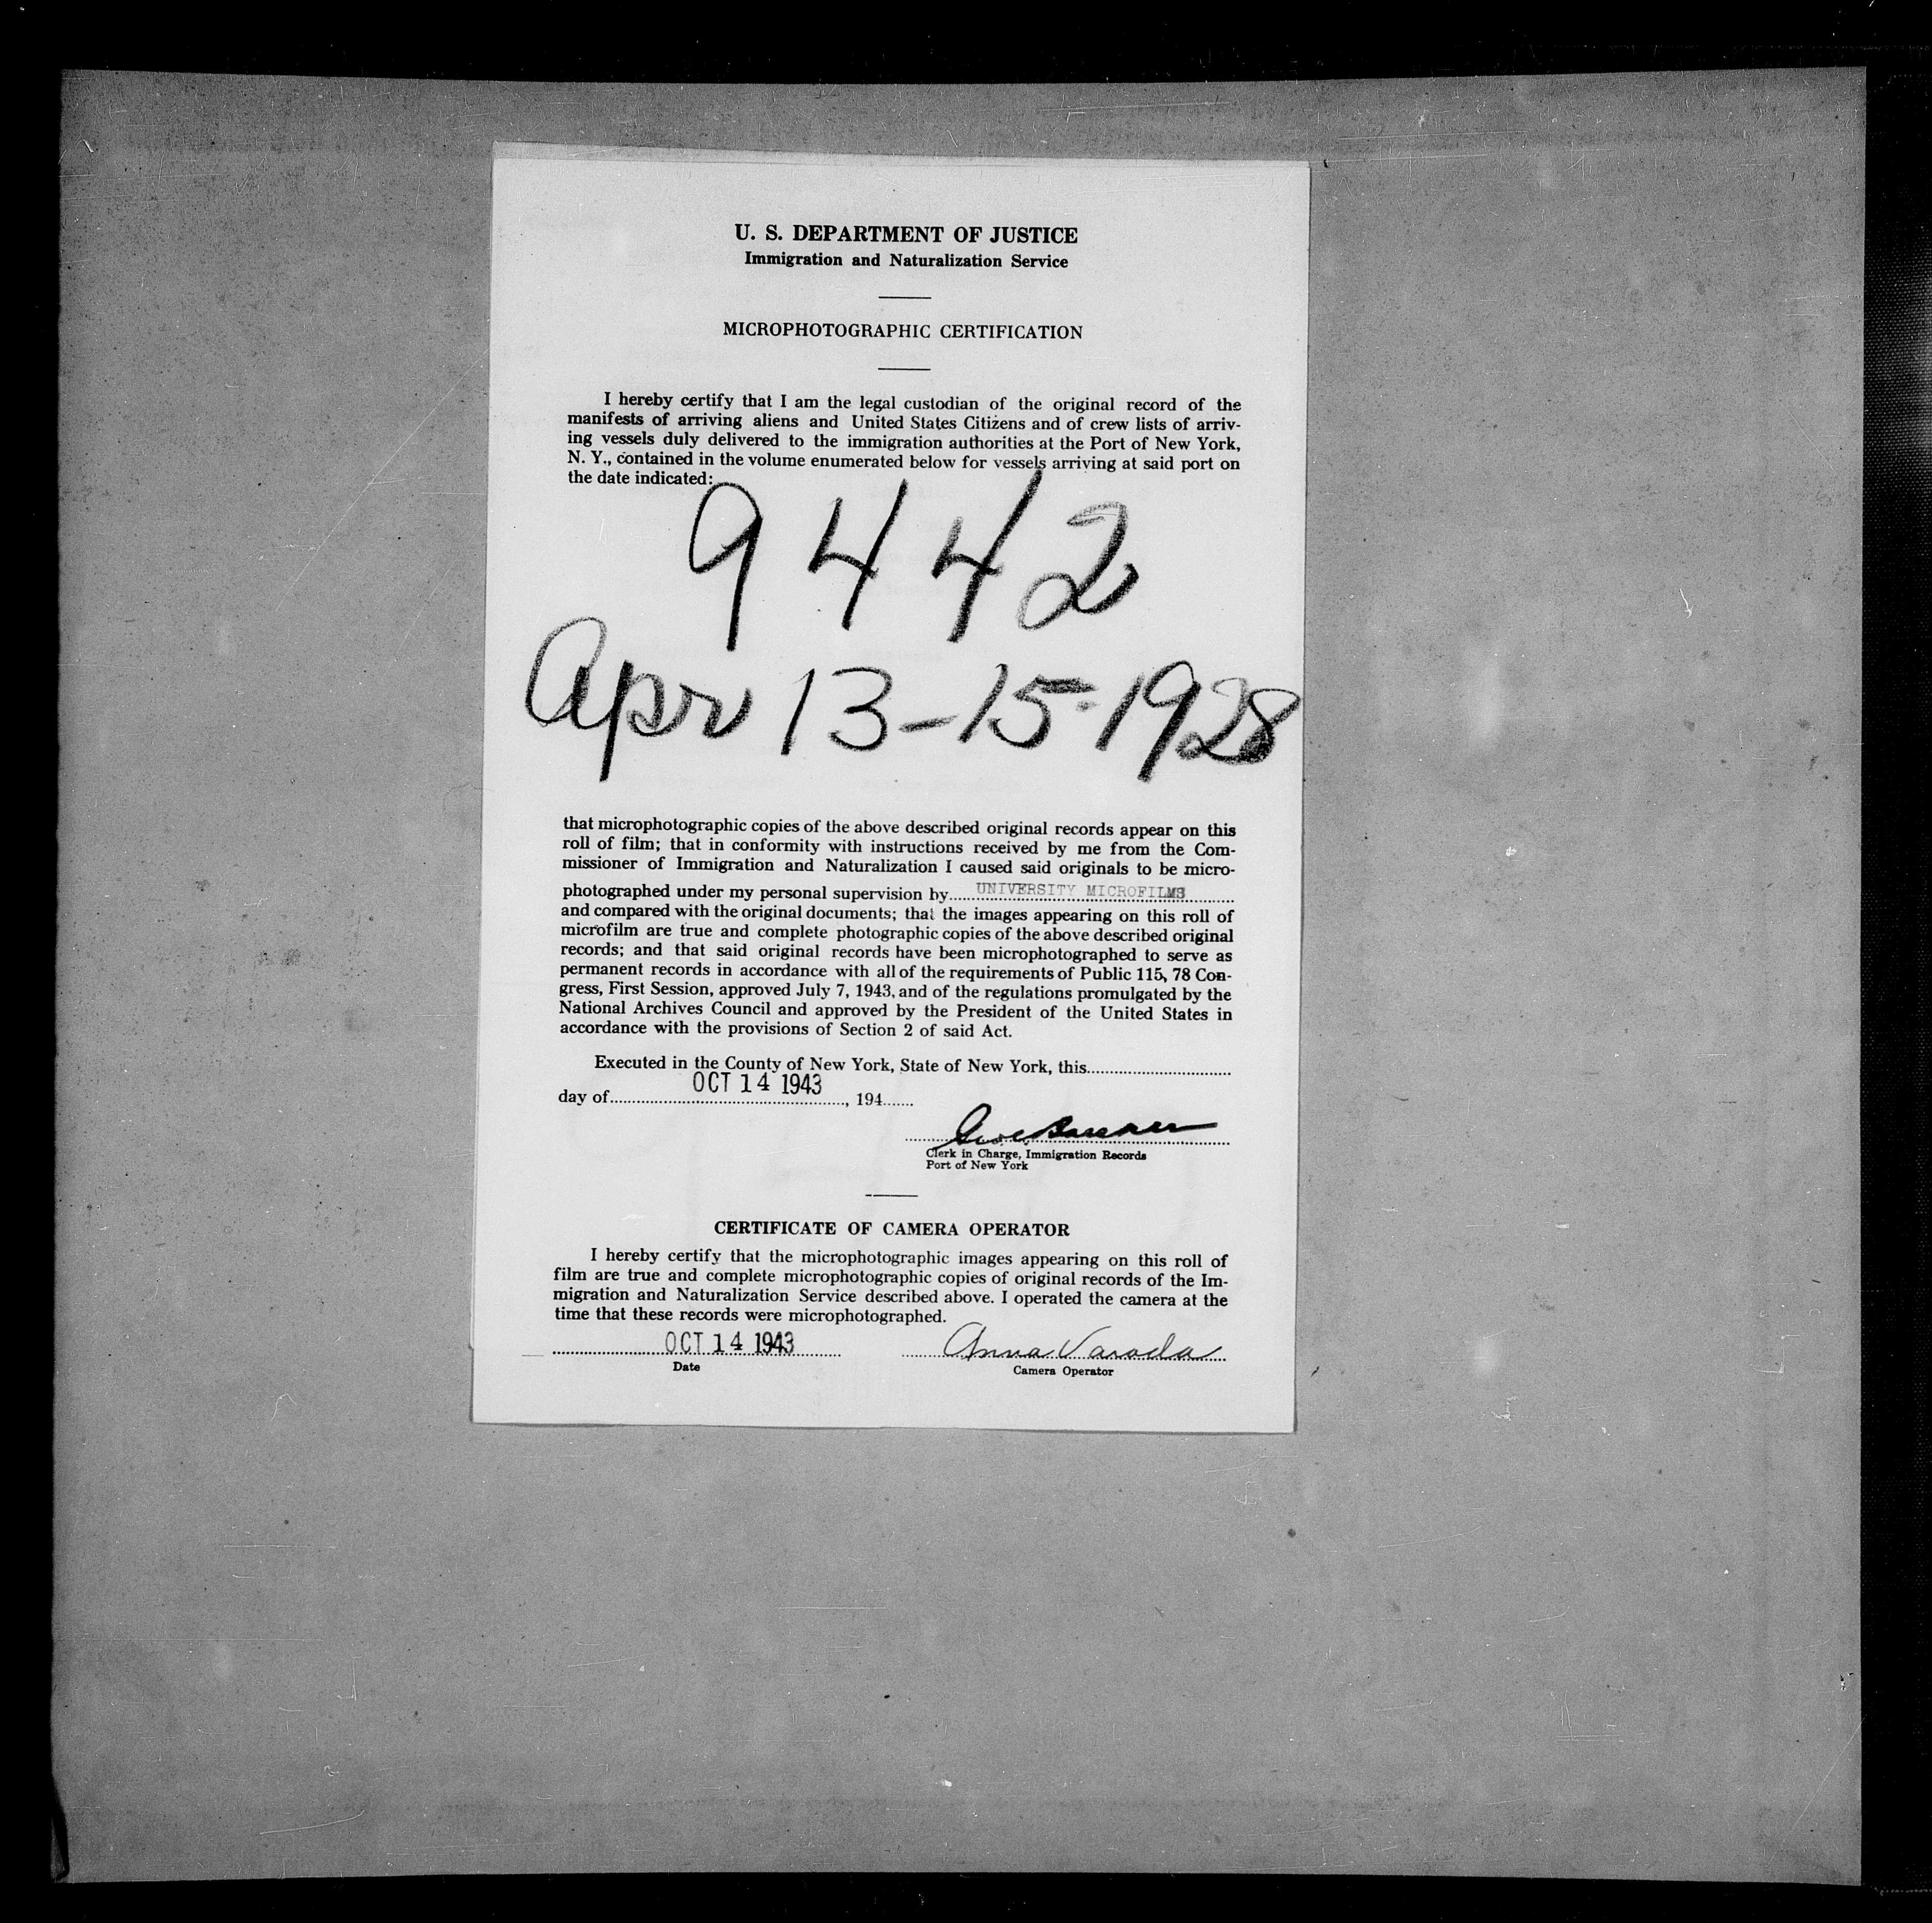 U. S. DEPARTMENT OF JUSTICE
Immigration and Naturalization Service
MICROPHOTOGRAPHIC CERTIFICATION
I hereby certify that I am the legal custodian of the original record of the
manifests of arriving aliens and United States Citizens and of crew lists of arriv-
ing vessels duly delivered to the immigration authorities at the Port of New York,
N. Y., contained in the volume enumerated below for vessels arriving at said port on
the date indicated:
9442
Apr 13-15-1928
that microphotographic copies of the above described original records appear on this
roll of film; that in conformity with instructions received by me from the Com-
missioner of Immigration and Naturalization I caused said originals to be micro-
photographed under my personal supervision by UNIVERSITY MICROFILMS
and compared with the original documents; that the images appearing on this roll of
microfilm are true and complete photographic copies of the above described original
records; and that said original records have been microphotographed to serve as
permanent records in accordance with all of the requirements of Public 115, 78 Con-
gress, First Session, approved July 7, 1943, and of the regulations promulgated by the
National Archives Council and approved by the President of the United States in
accordance with the provisions of Section 2 of said Act.
Executed in the County of New York, State of New York, this
day of OCT 14 1943, 194
Clerk in Charge, Immigration Records
Port of New York
CERTIFICATE OF CAMERA OPERATOR
I hereby certify that the microphotographic images appearing on this roll of
film are true and complete microphotographic copies of original records of the Im-
migration and Naturalization Service described above. I operated the camera at the
time that these records were microphotographed.
OCT 14 1943 Anna Varada
Date Camera Operator